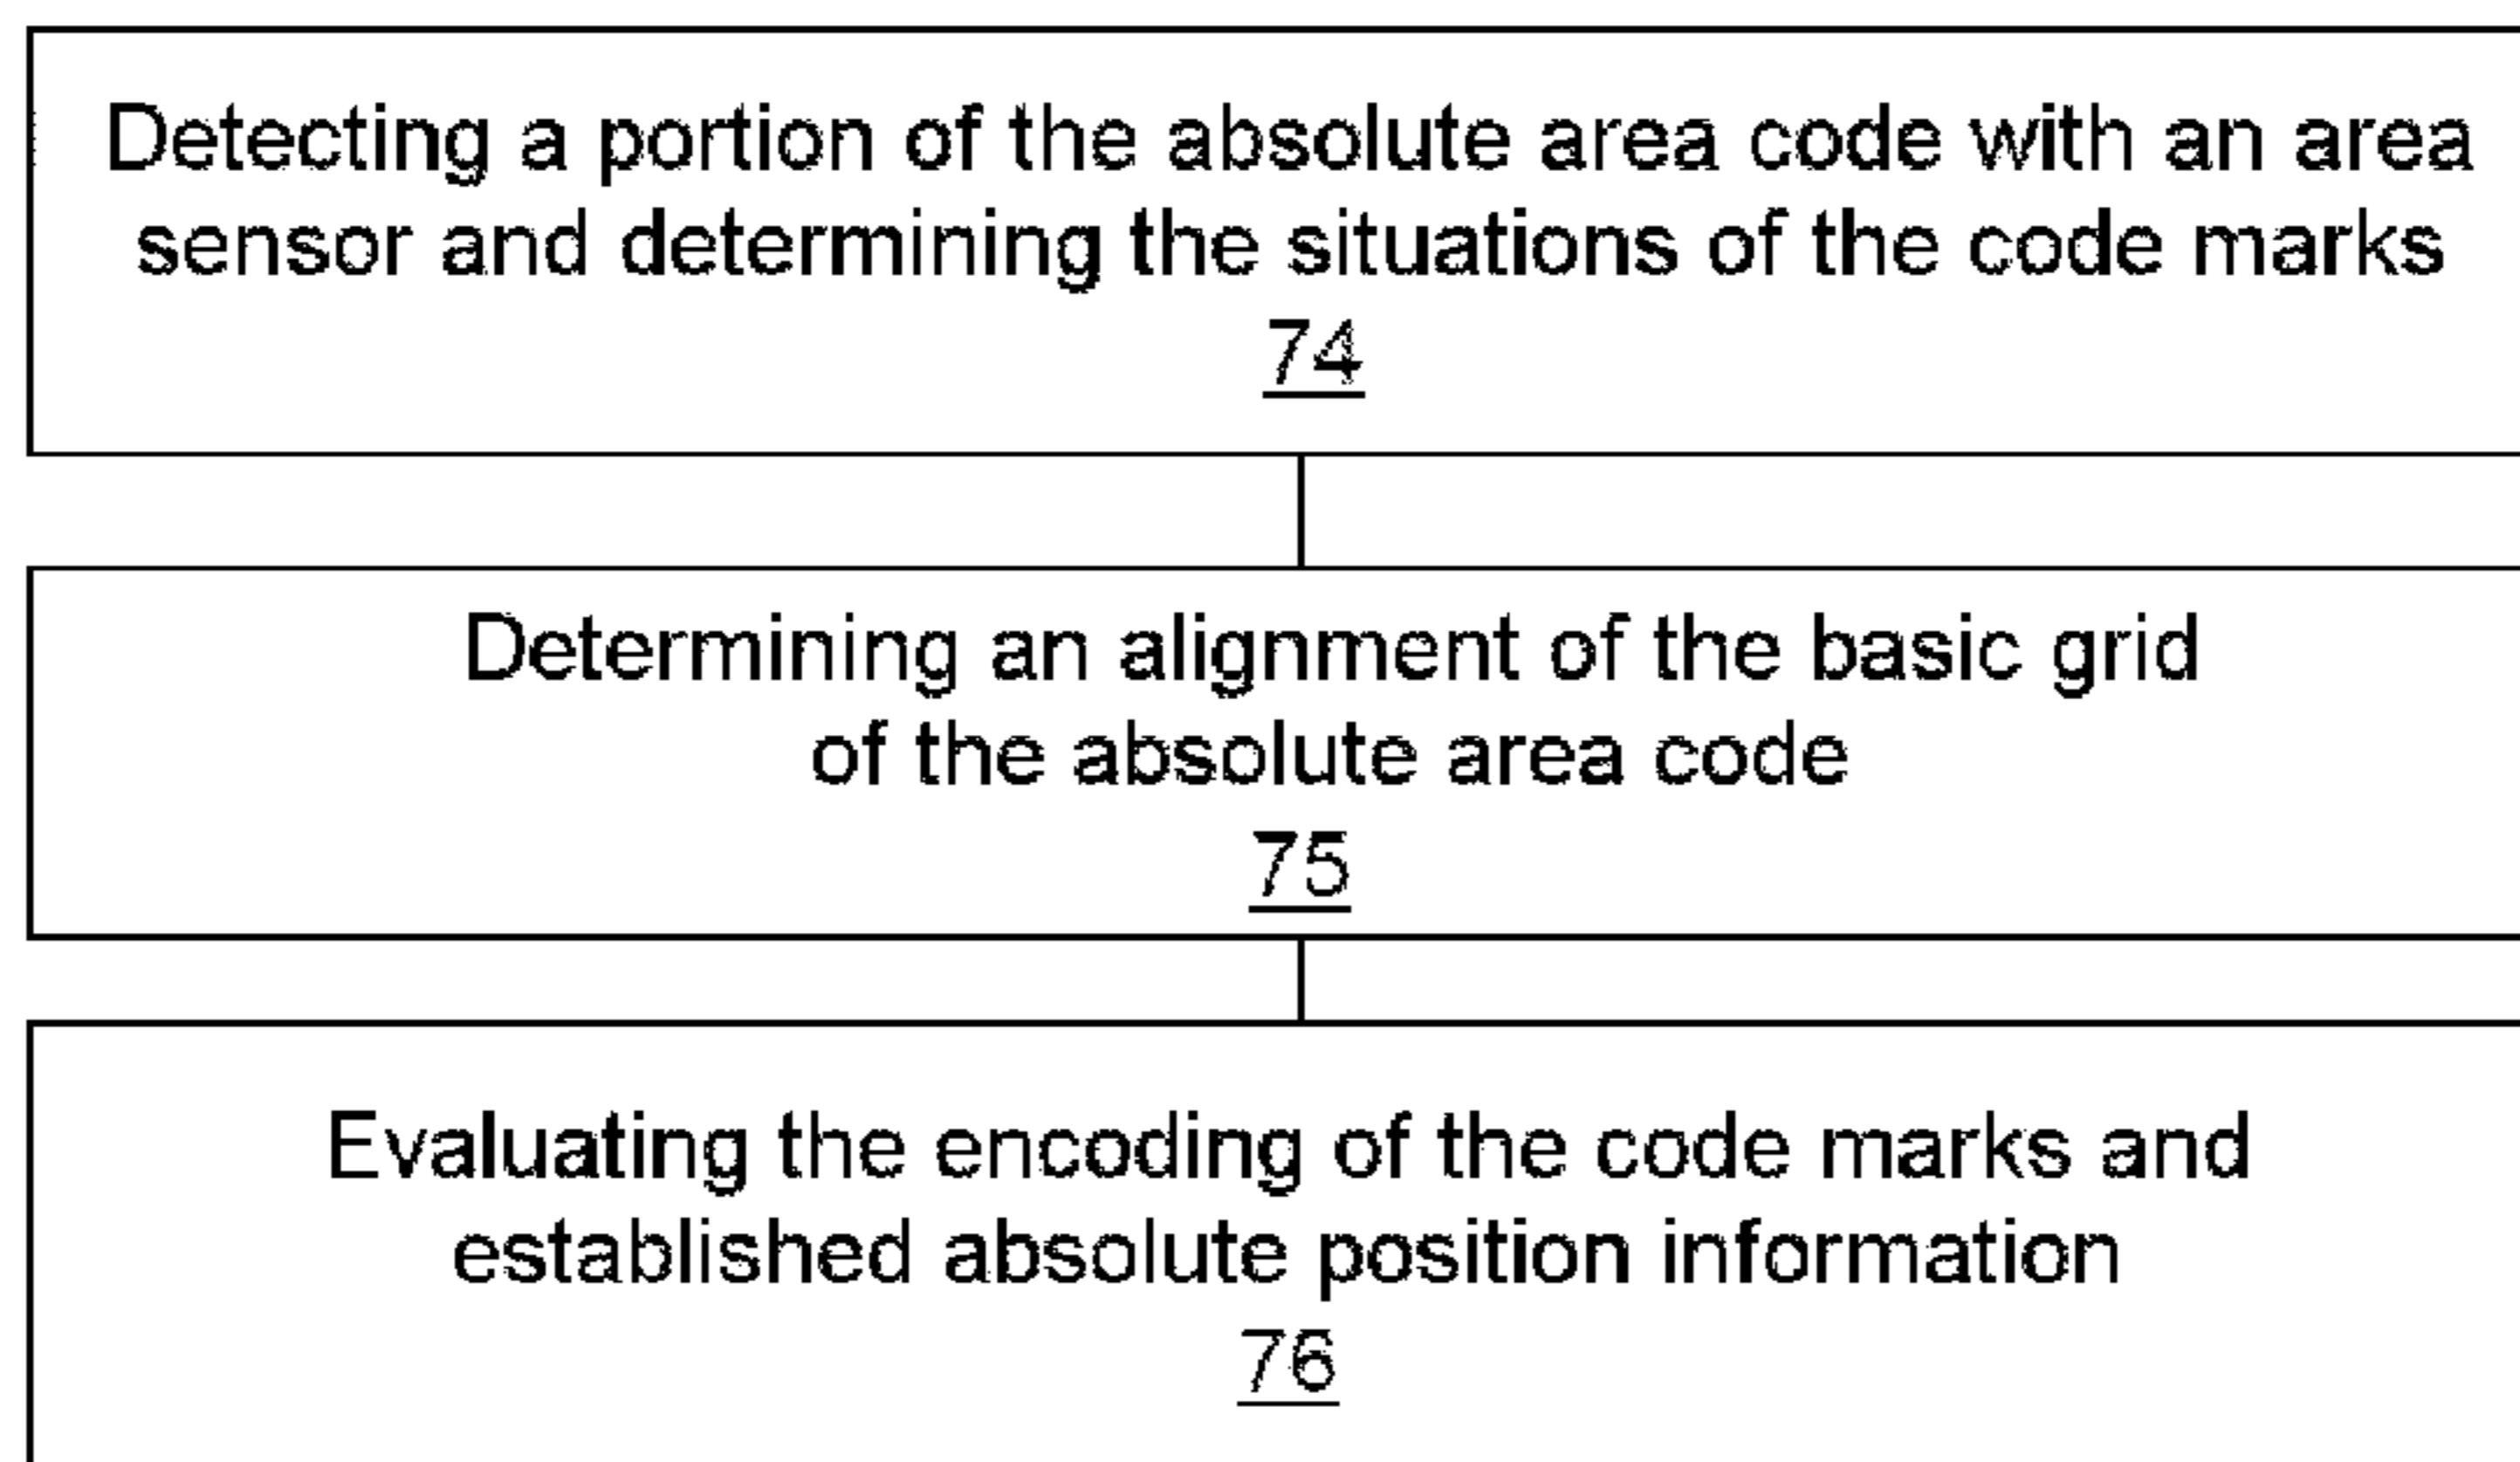 Detecting a portion of the absolute area code with an area
sensor and determining the situations of the code marks
74
Determining an alignment of the basic grid
of the absolute area code
75
Evaluating the encoding of the code marks and
established absolute position information
76